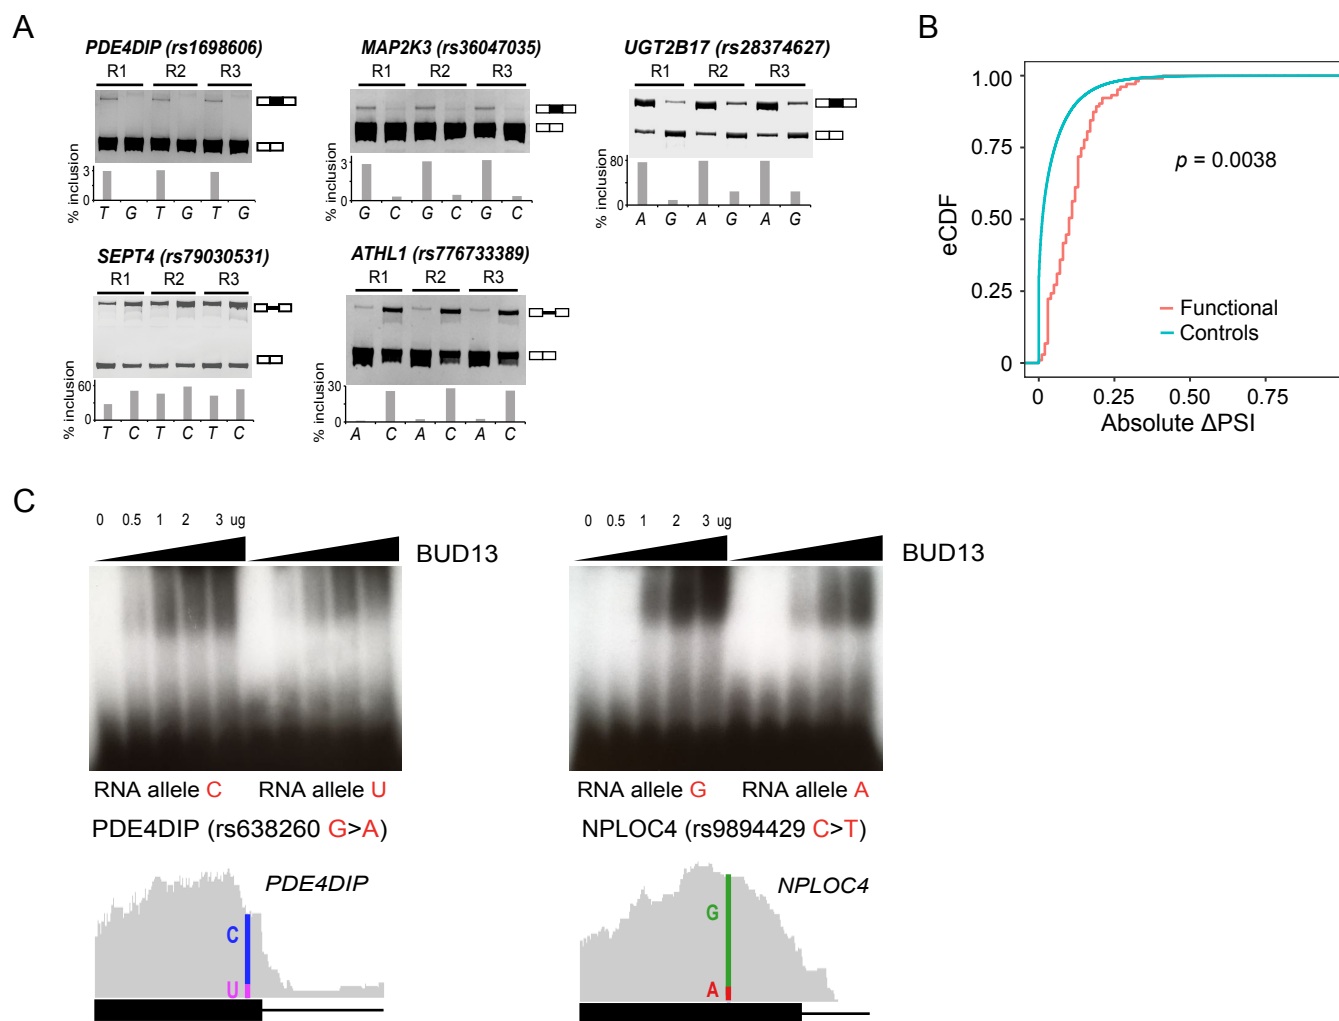 A
PDE4DIP (rs1698606)
R1 R2 R3
% inclusion
3
0
T G T G T G
MAP2K3 (rs36047035)
R1 R2 R3
% inclusion
3
0
G C G C G C
UGT2B17 (rs28374627)
R1 R2 R3
% inclusion
80
0
A G A G A G
SEPT4 (rs79030531)
R1 R2 R3
% inclusion
60
0
T C T C T C
ATHL1 (rs776733389)
R1 R2 R3
% inclusion
30
0
A C A C A C
B
eCDF
1.00
0.75
0.50
0.25
0
p = 0.0038
Functional
Controls
0 0.25 0.50 0.75
Absolute ΔPSI
C
0 0.5 1 2 3 ug
BUD13
RNA allele C RNA allele U
PDE4DIP (rs638260 G>A)
PDE4DIP
C
U
0 0.5 1 2 3 ug
BUD13
RNA allele G RNA allele A
NPLOC4 (rs9894429 C>T)
NPLOC4
G
A